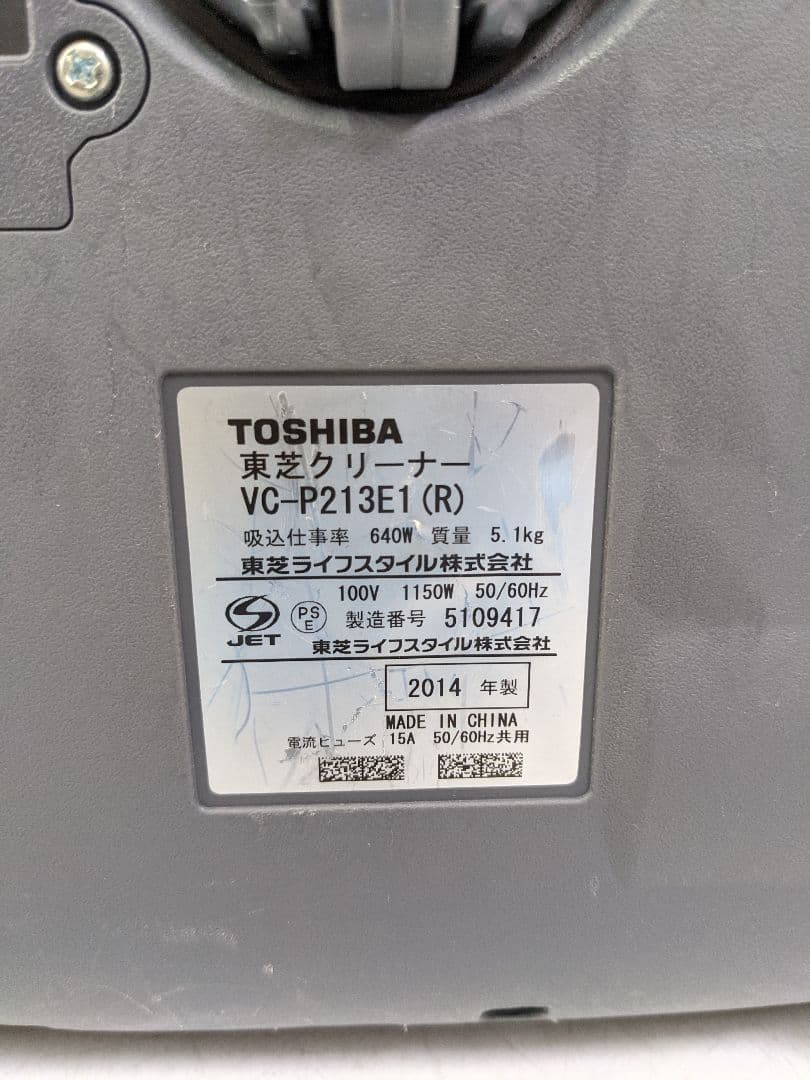 TOSHIBA
東芝クリーナー
VC-P213E1(R)
吸込仕事率 640W 質量 5.1kg
東芝ライフスタイル株式会社
100V 1150W 50/60Hz
JET PS E 製造番号 5109417
東芝ライフスタイル株式会社
2014 年製
MADE IN CHINA
電流ヒューズ 15A 50/60Hz共用